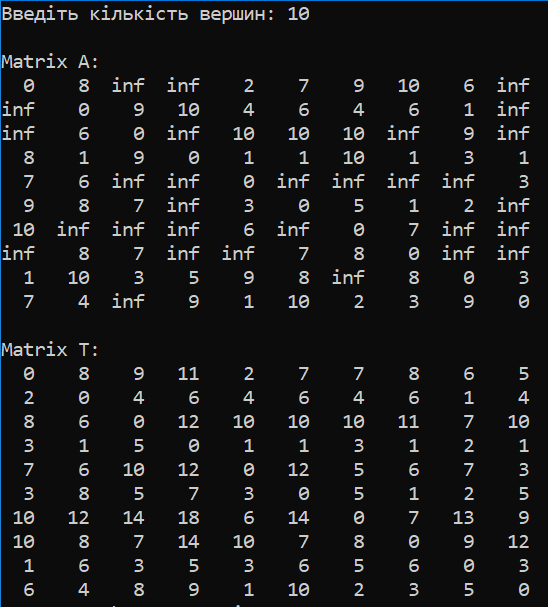 Введіть кількість вершин: 10
Matrix A:
0 8 inf inf 2 7 9 10 6 inf
inf 0 9 10 4 6 4 6 1 inf
inf 6 0 inf 10 10 10 inf 9 inf
8 1 9 0 1 1 10 1 3 1
7 6 inf inf 0 inf inf inf inf 3
9 8 7 inf 3 0 5 1 2 inf
10 inf inf inf 6 inf 0 7 inf inf
inf 8 7 inf inf 7 8 0 inf inf
1 10 3 5 9 8 inf 8 0 3
7 4 inf 9 1 10 2 3 9 0
Matrix T:
0 8 9 11 2 7 7 8 6 5
2 0 4 6 4 6 4 6 1 4
8 6 0 12 10 10 10 11 7 10
3 1 5 0 1 1 3 1 2 1
7 6 10 12 0 12 5 6 7 3
3 8 5 7 3 0 5 1 2 5
10 12 14 18 6 14 0 7 13 9
10 8 7 14 10 7 8 0 9 12
1 6 3 5 3 6 5 6 0 3
6 4 8 9 1 10 2 3 5 0